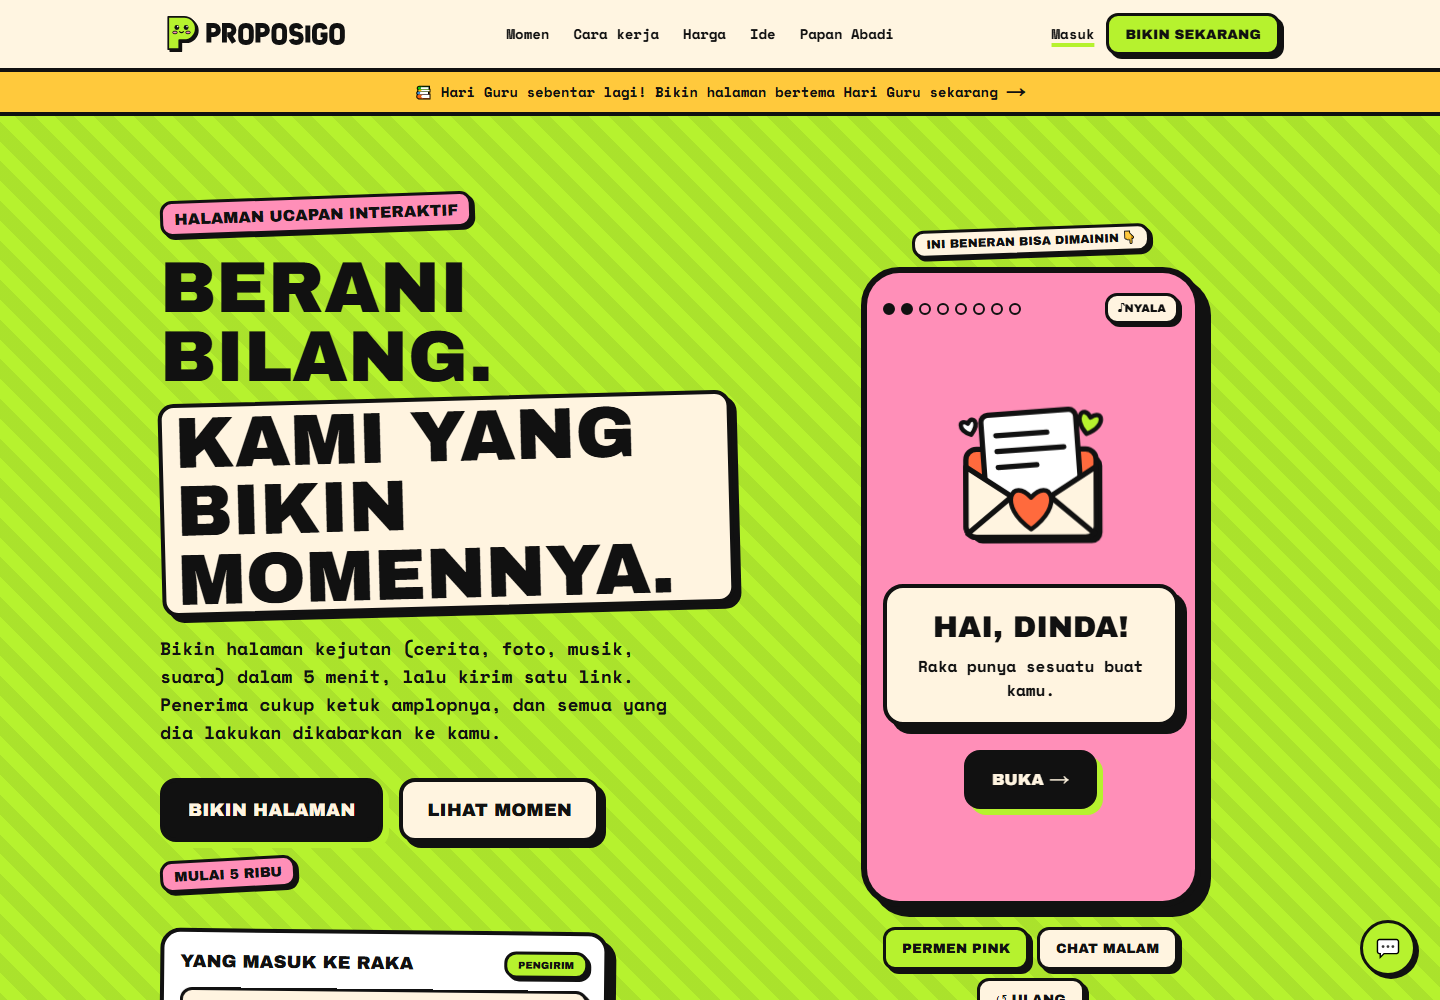 PROPOSIGO
Momen Cara kerja Harga Ide Papan Abadi
Masuk
BIKIN SEKARANG
Hari Guru sebentar lagi! Bikin halaman bertema Hari Guru sekarang →
HALAMAN UCAPAN INTERAKTIF
BERANI
BILANG.
KAMI YANG
BIKIN
MOMENNYA.
Bikin halaman kejutan (cerita, foto, musik,
suara) dalam 5 menit, lalu kirim satu link.
Penerima cukup ketuk amplopnya, dan semua yang
dia lakukan dikabarkan ke kamu.
BIKIN HALAMAN
LIHAT MOMEN
MULAI 5 RIBU
YANG MASUK KE RAKA
PENGIRIM
INI BENERAN BISA DIMAININ
♪NYALA
HAI, DINDA!
Raka punya sesuatu buat
kamu.
BUKA →
PERMEN PINK
CHAT MALAM
↺ ULANG